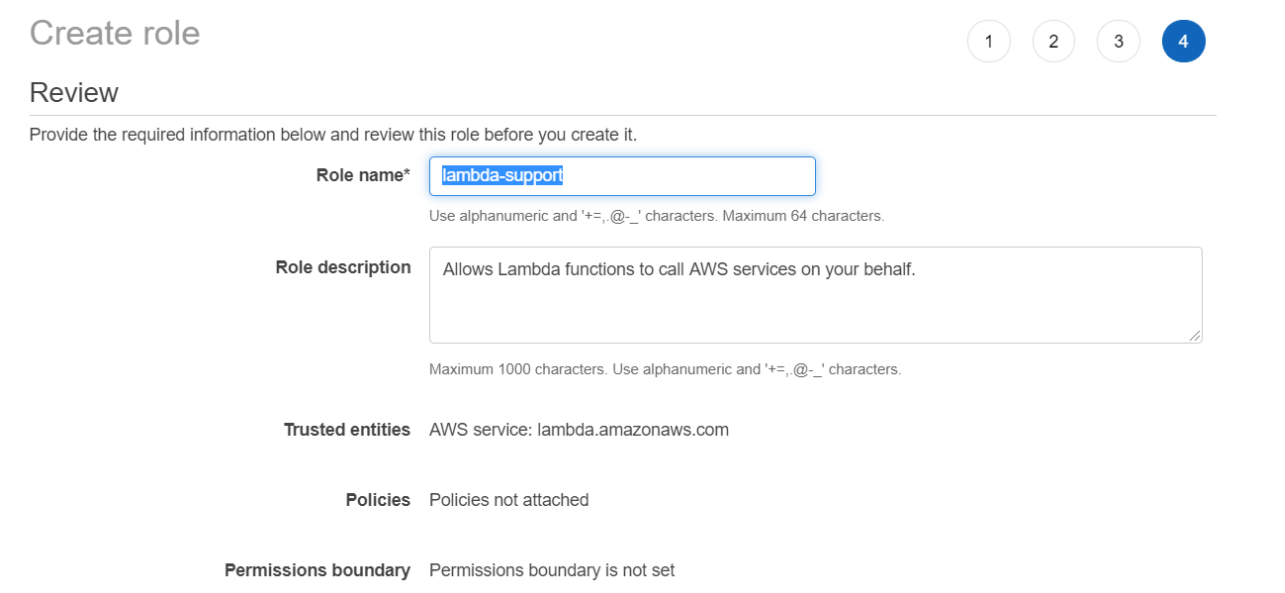 Create role
1 2 3 4
Review
Provide the required information below and review this role before you create it.
Role name* lambda-support
Use alphanumeric and '+=,.@-_' characters. Maximum 64 characters.
Role description Allows Lambda functions to call AWS services on your behalf.
Maximum 1000 characters. Use alphanumeric and '+=,.@-_' characters.
Trusted entities AWS service: lambda.amazonaws.com
Policies Policies not attached
Permissions boundary Permissions boundary is not set